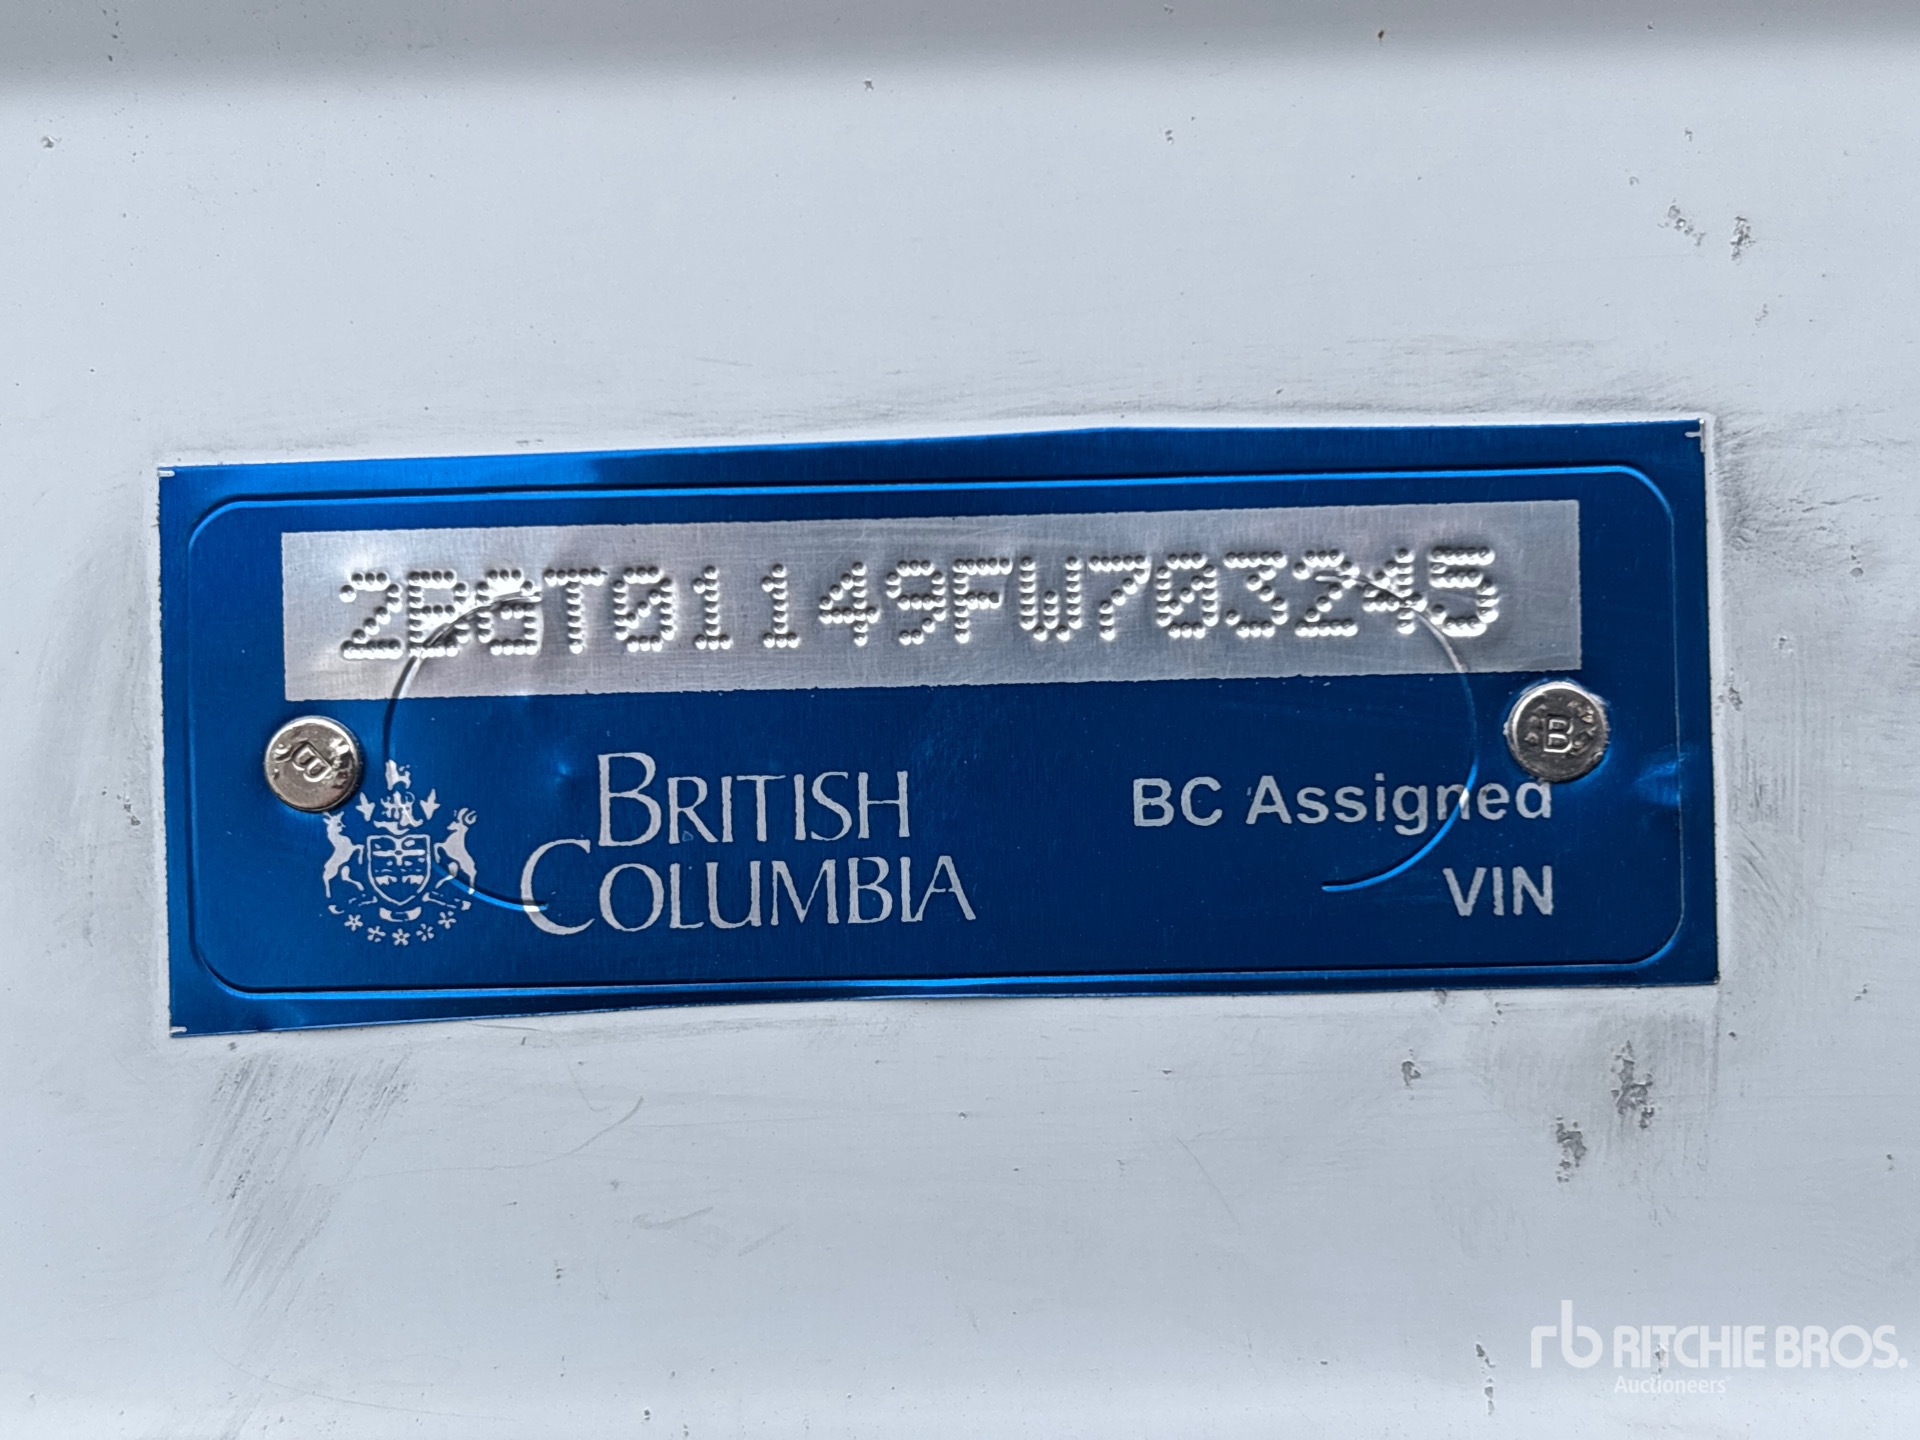 2BGT01149FW703245
B
B
BRITISH
COLUMBIA
BC Assigned
VIN
rb RITCHIE BROS.
Auctioneers